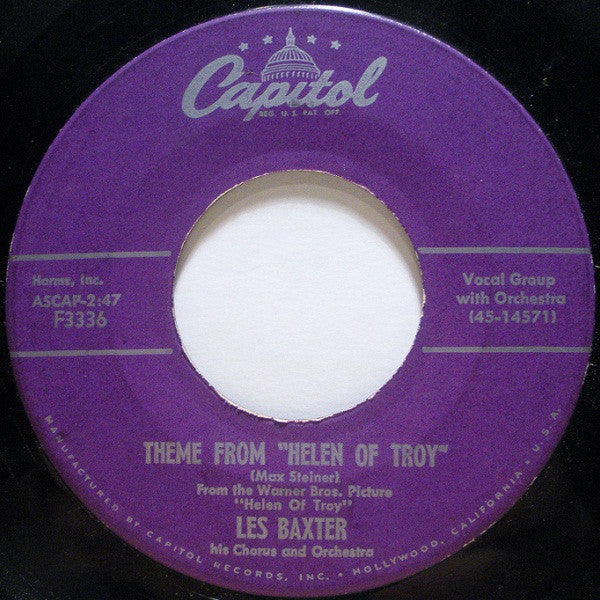 Capitol
REG. U.S. PAT. OFF.
Harms, Inc.
ASCAP-2:47
F3336
Vocal Group
with Orchestra
(45-14571)
THEME FROM "HELEN OF TROY"
(Max Steiner)
From the Warner Bros. Picture
"Helen Of Troy"
LES BAXTER
his Chorus and Orchestra
MANUFACTURED BY CAPITOL RECORDS, INC. • HOLLYWOOD, CALIFORNIA • U.S.A.